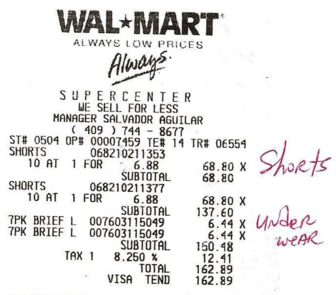 WAL★MART®
ALWAYS LOW PRICES
Always.
SUPERCENTER
WE SELL FOR LESS
MANAGER SALVADOR AGUILAR
( 409 ) 744 - 8677
ST# 0504 OP# 00007459 TE# 14 TR# 06554
SHORTS 068210211353
10 AT 1 FOR 6.88 68.80 X Shorts
SUBTOTAL 68.80
SHORTS 068210211377
10 AT 1 FOR 6.88 68.80 X
SUBTOTAL 137.60
7PK BRIEF L 007603115049 6.44 X UNDER
7PK BRIEF L 007603115049 6.44 X WEAR
SUBTOTAL 150.48
TAX 1 8.250 % 12.41
TOTAL 162.89
VISA TEND 162.89